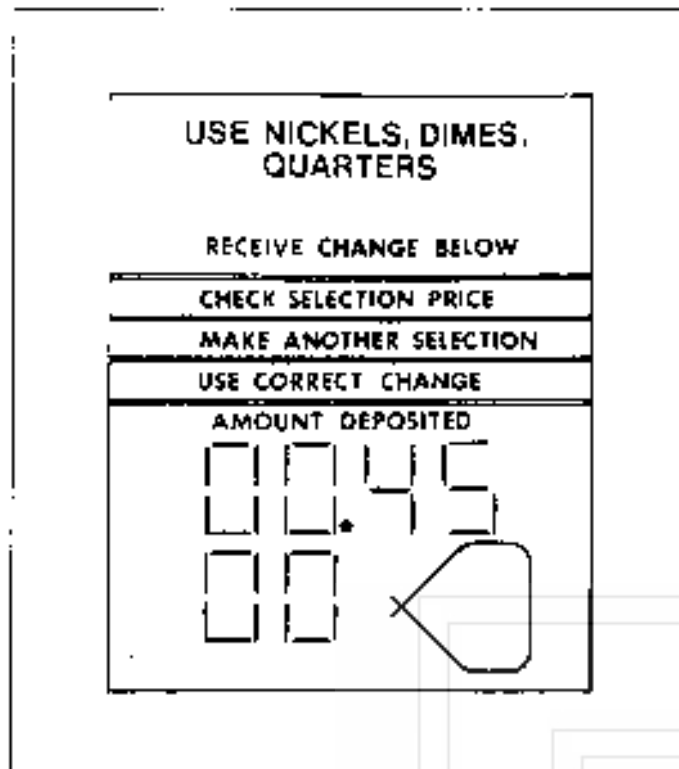 USE NICKELS, DIMES,
QUARTERS
RECEIVE CHANGE BELOW
CHECK SELECTION PRICE
MAKE ANOTHER SELECTION
USE CORRECT CHANGE
AMOUNT DEPOSITED
00.45
00